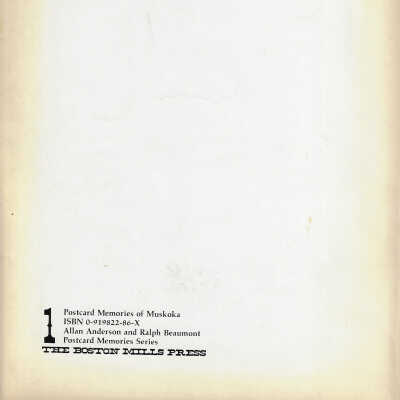 1
Postcard Memories of Muskoka
ISBN 0-919822-86-X
Allan Anderson and Ralph Beaumont
Postcard Memories Series
THE BOSTON MILLS PRESS